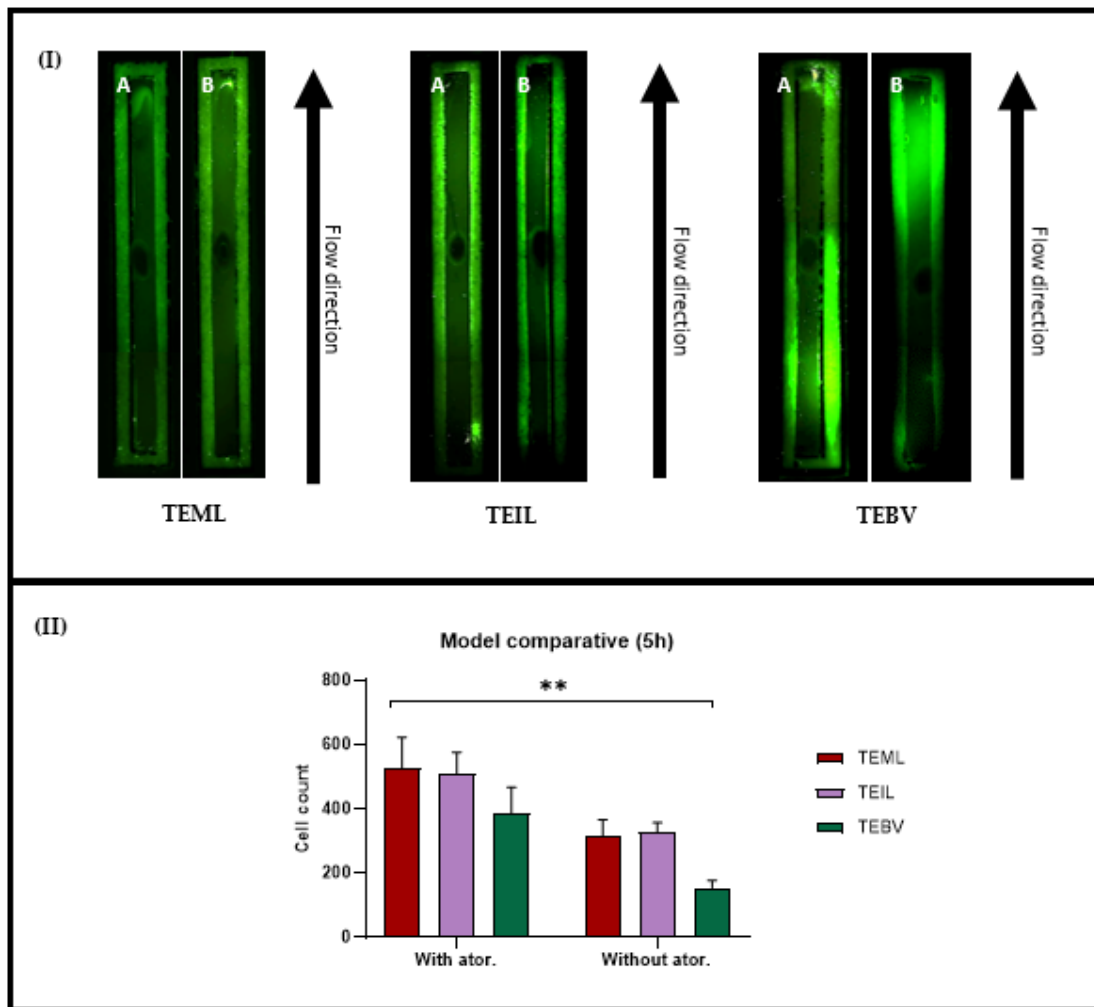 (I)
A
B
Flow direction
A
B
Flow direction
A
B
Flow direction
TEML
TEIL
TEBV
(II)
Model comparative (5h)
**
800
600
400
200
0
Cell count
With ator.
Without ator.
TEML
TEIL
TEBV